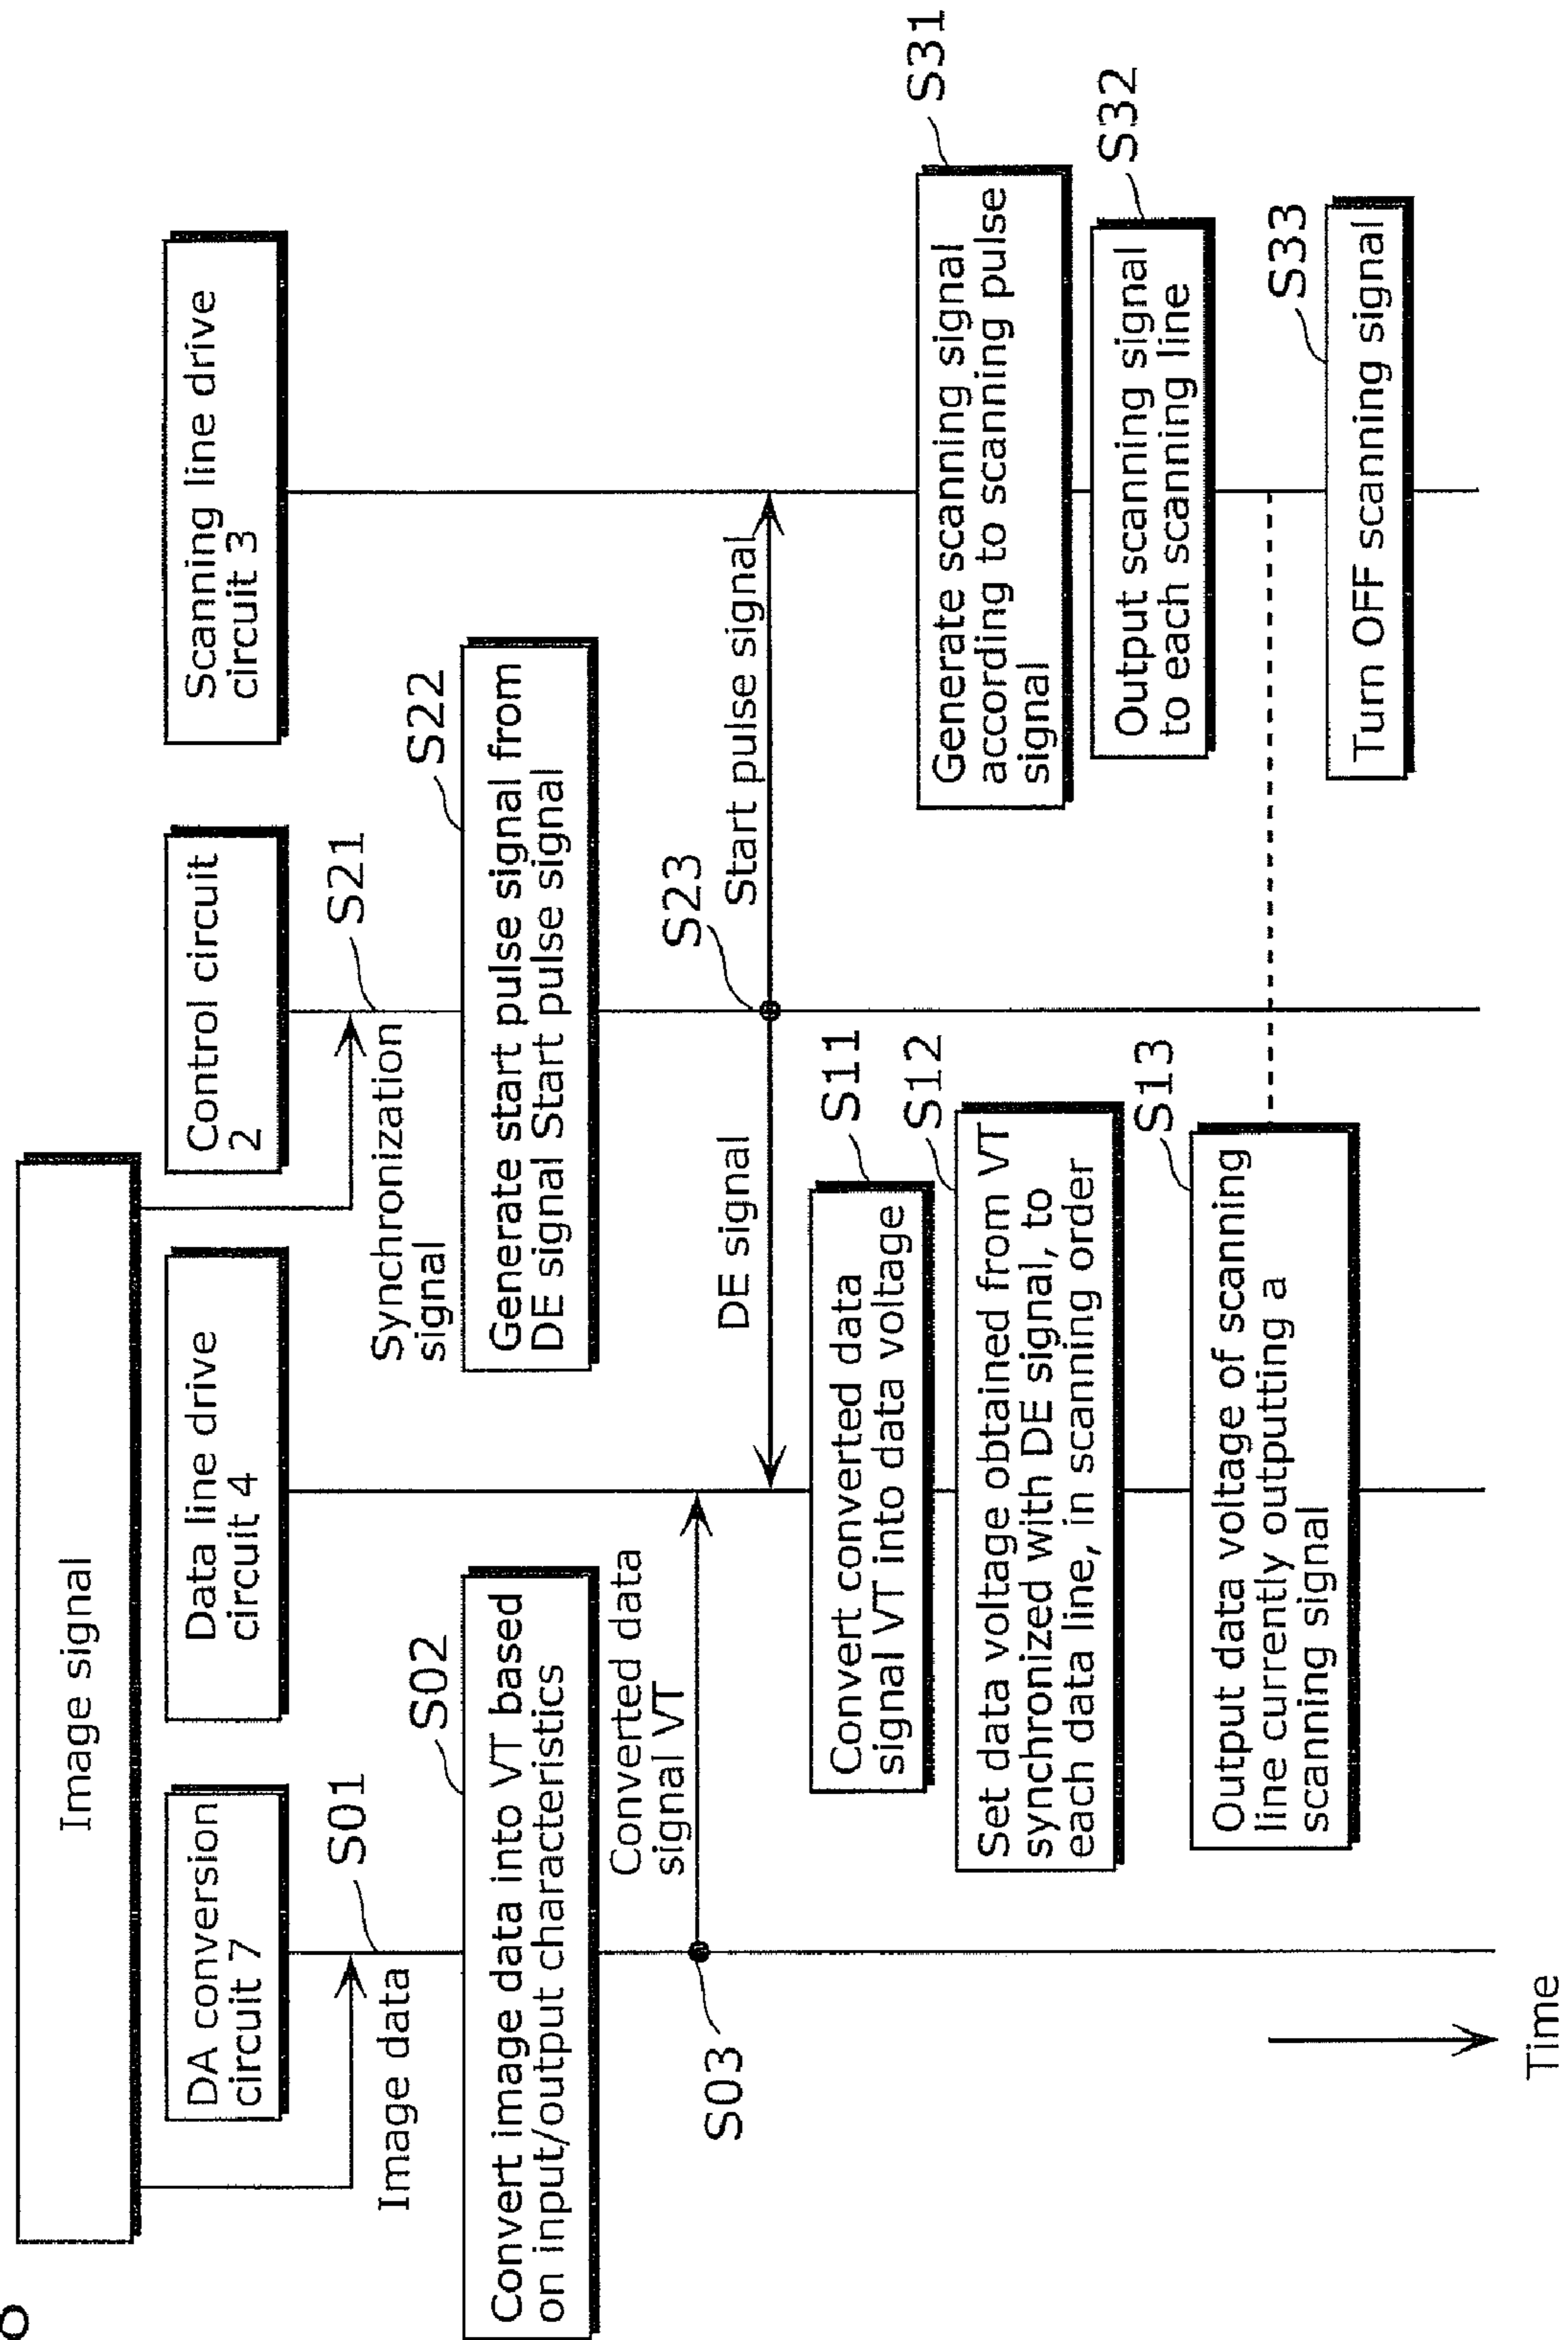 Image signal
DA conversion
circuit 7
Data line drive
circuit 4
Control circuit
2
Scanning line drive
circuit 3
S01
Image data
S21
Synchronization
signal
S02
Convert image data into VT based
on input/output characteristics
S22
Generate start pulse signal from
DE signal Start pulse signal
S03
Converted data
signal VT
S23
DE signal
Start pulse signal
S11
Convert converted data
signal VT into data voltage
S12
Set data voltage obtained from VT
synchronized with DE signal, to
each data line, in scanning order
S13
Output data voltage of scanning
line currently outputting a
scanning signal
S31
Generate scanning signal
according to scanning pulse
signal
S32
Output scanning signal
to each scanning line
S33
Turn OFF scanning signal
Time